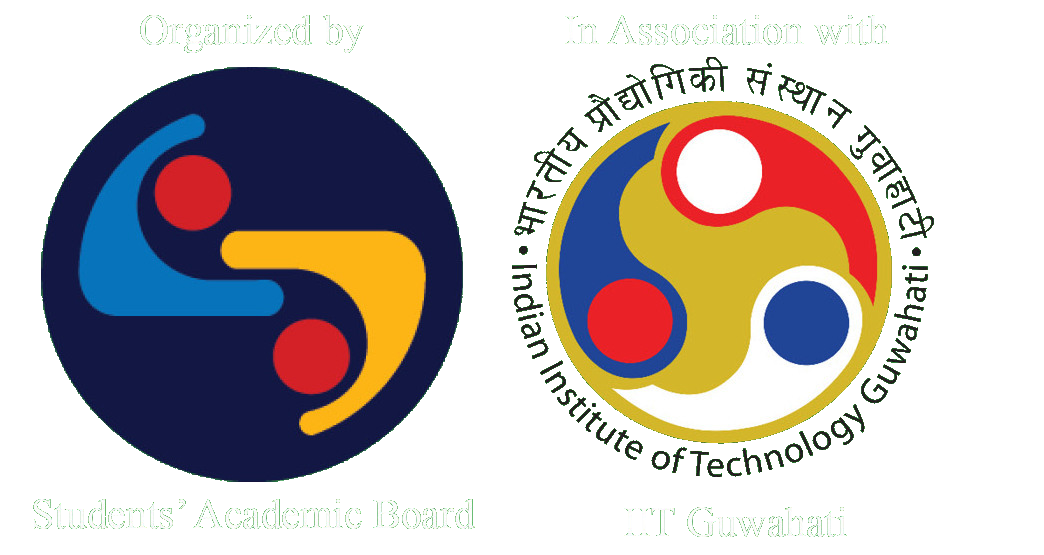 Organized by
Students' Academic Board
In Association with
भारतीय प्रौद्योगिकी संस्थान गुवाहाटी
• Indian Institute of Technology Guwahati •
IIT Guwahati